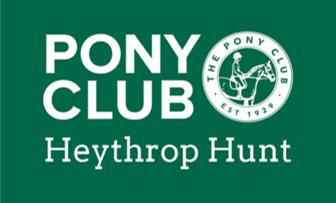 PONY
CLUB
THE PONY CLUB
EST 1929
Heythrop Hunt